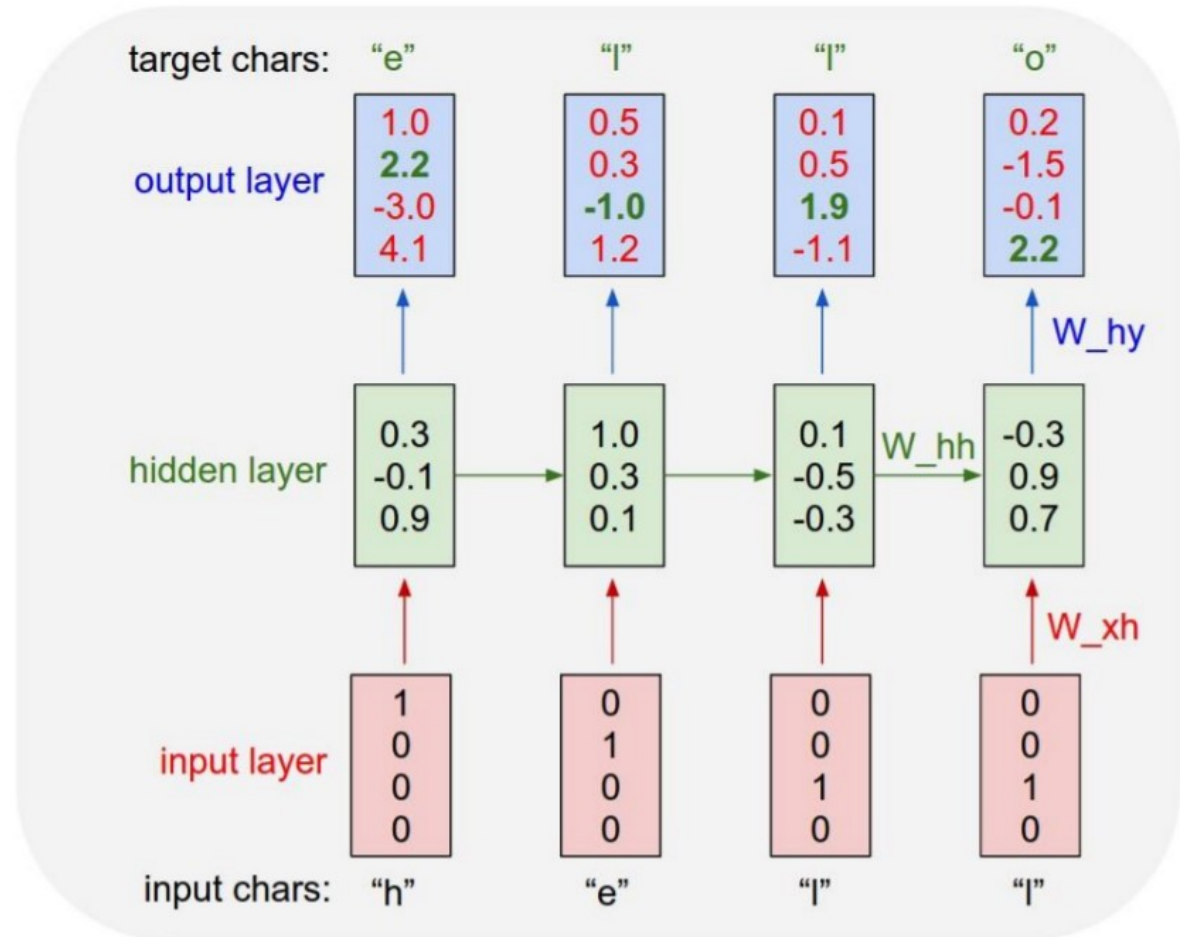 target chars: “e” “l” “l” “o”
1.0 0.5 0.1 0.2
2.2 0.3 0.5 -1.5
output layer
-3.0 -1.0 1.9 -0.1
4.1 1.2 -1.1 2.2
W_hy
0.3 1.0 0.1 W_hh -0.3
hidden layer -0.1 0.3 -0.5 0.9
0.9 0.1 -0.3 0.7
W_xh
1 0 0 0
0 1 0 0
input layer
0 0 1 1
0 0 0 0
input chars: “h” “e” “l” “l”